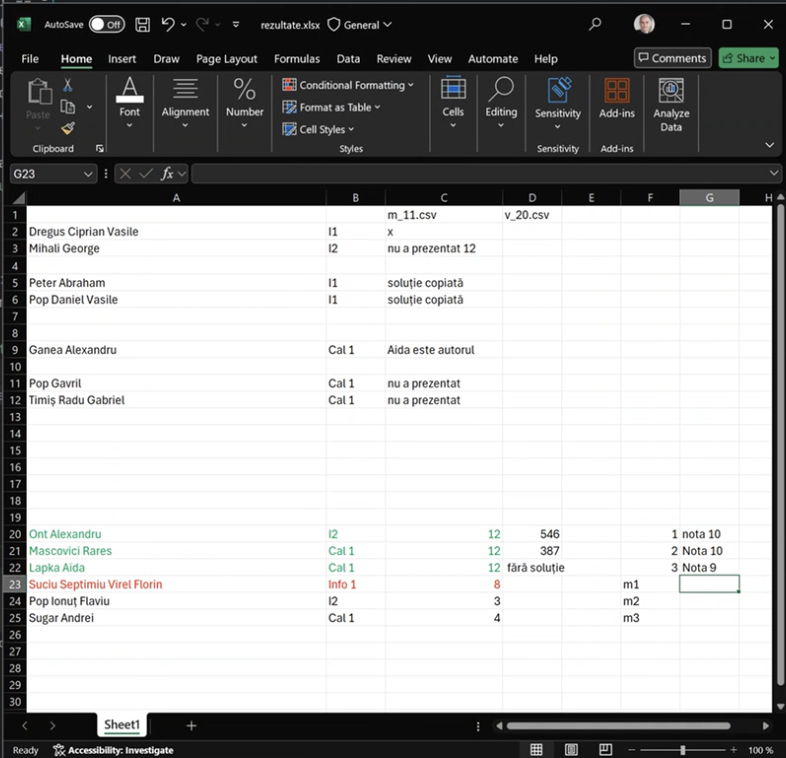 AutoSave Off rezultate.xlsx General
File Home Insert Draw Page Layout Formulas Data Review View Automate Help Comments Share
Paste Font Alignment Number Conditional Formatting Format as Table Cell Styles Cells Editing Sensitivity Add-ins Analyze Data
Clipboard Styles Sensitivity Add-ins
G23 fx
A B C D E F G H
1 m_11.csv v_20.csv
2 Dregus Ciprian Vasile I1 x
3 Mihali George I2 nu a prezentat 12
4
5 Peter Abraham I1 soluție copiată
6 Pop Daniel Vasile I1 soluție copiată
7
8
9 Ganea Alexandru Cal 1 Aida este autorul
10
11 Pop Gavril Cal 1 nu a prezentat
12 Timiș Radu Gabriel Cal 1 nu a prezentat
13
14
15
16
17
18
19
20 Ont Alexandru I2 12 546 1 nota 10
21 Mascovici Rares Cal 1 12 387 2 Nota 10
22 Lapka Aida Cal 1 12 fără soluție 3 Nota 9
23 Suciu Septimiu Virel Florin Info 1 8 m1
24 Pop Ionuț Flaviu I2 3 m2
25 Sugar Andrei Cal 1 4 m3
26
27
28
29
30
Sheet1
Ready Accessibility: Investigate 100 %